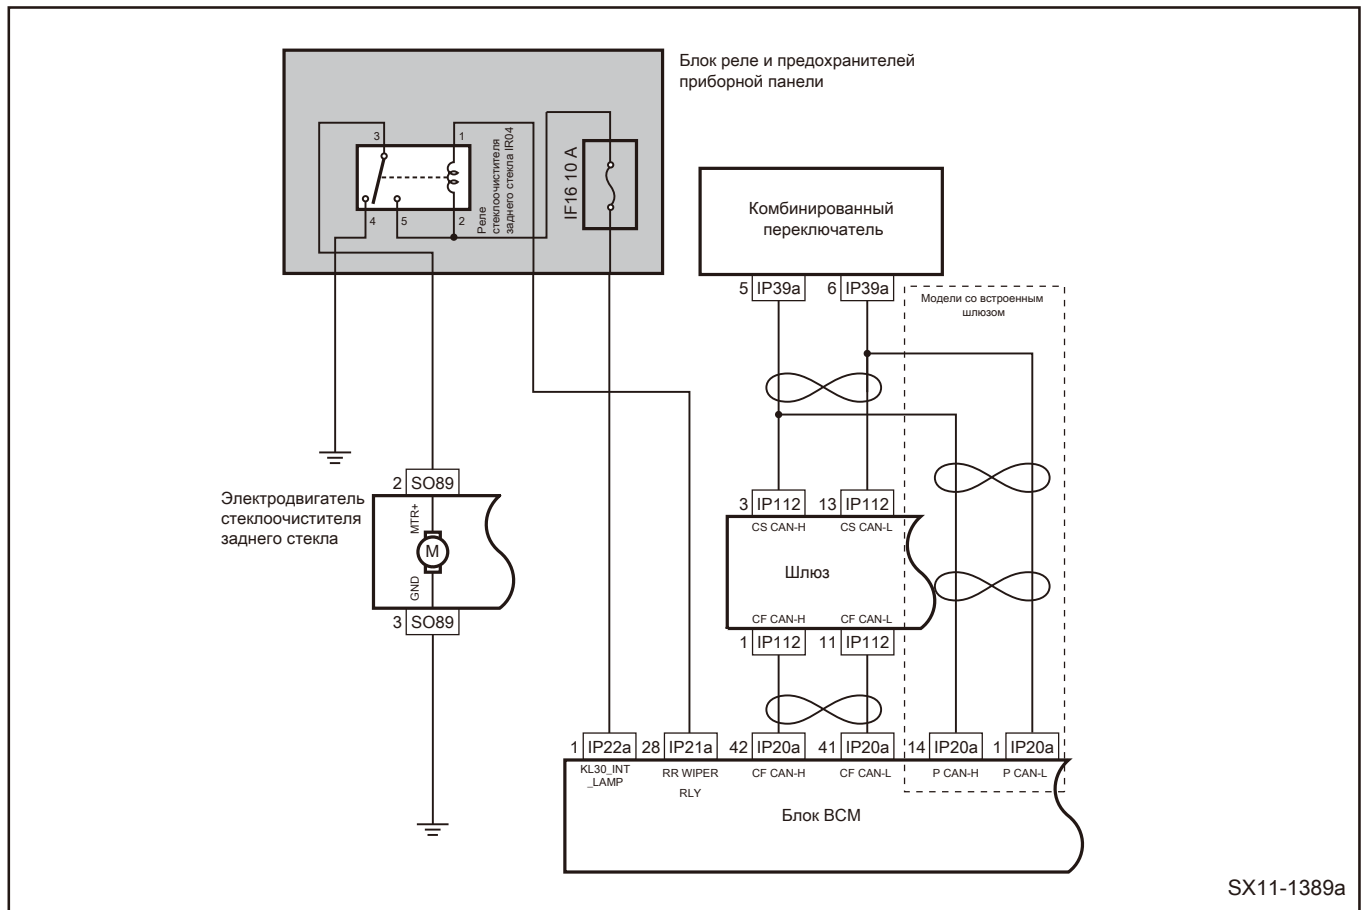 Блок реле и предохранителей
приборной панели
3
1
4
5
2
Реле
стеклоочистителя
заднего стекла IR04
IF16 10 A
Комбинированный
переключатель
5 IP39a
6 IP39a
Модели со встроенным
шлюзом
Электродвигатель
стеклоочистителя
заднего стекла
2 SO89
MTR+
M
GND
3 SO89
3 IP112
13 IP112
CS CAN-H
CS CAN-L
Шлюз
CF CAN-H
CF CAN-L
1 IP112
11 IP112
1 IP22a
28 IP21a
42 IP20a
41 IP20a
14 IP20a
1 IP20a
KL30_INT
_LAMP
RR WIPER
RLY
CF CAN-H
CF CAN-L
P CAN-H
P CAN-L
Блок BCM
SX11-1389a